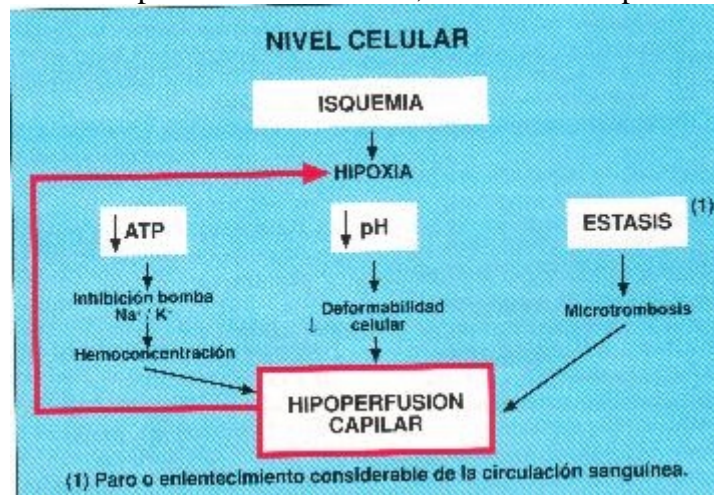 NIVEL CELULAR
ISQUEMIA
HIPOXIA
↓ ATP
↓ pH
ESTASIS (1)
Inhibición bomba
Na⁺ / K⁺
Hemoconcentración
↓ Deformabilidad
celular
Microtrombosis
HIPOPERFUSION
CAPILAR
(1) Paro o enlentecimiento considerable de la circulación sanguínea.